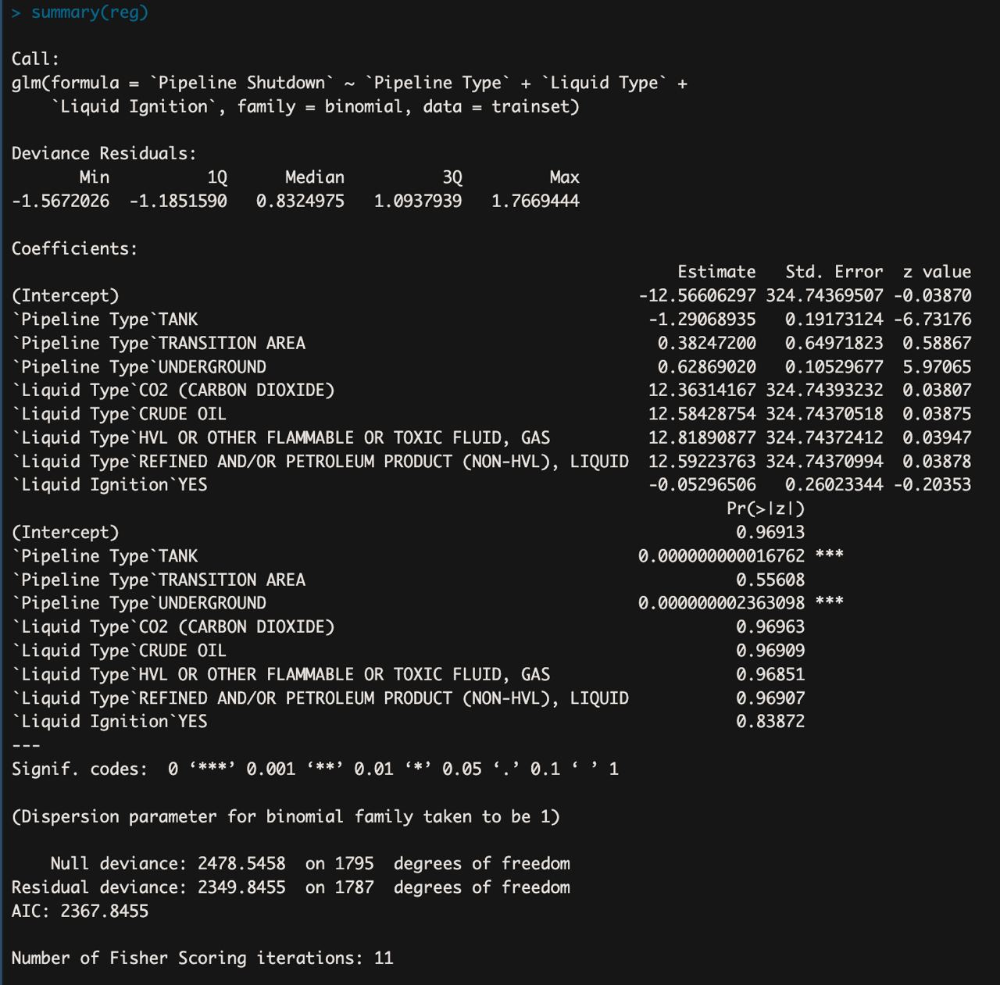 > summary(reg)
Call:
glm(formula = `Pipeline Shutdown` ~ `Pipeline Type` + `Liquid Type` +
    `Liquid Ignition`, family = binomial, data = trainset)
Deviance Residuals:
       Min          1Q      Median          3Q         Max
-1.5672026  -1.1851590   0.8324975   1.0937939   1.7669444
Coefficients:
                                                                    Estimate   Std. Error  z value
(Intercept)                                                     -12.56606297 324.74369507 -0.03870
`Pipeline Type`TANK                                              -1.29068935   0.19173124 -6.73176
`Pipeline Type`TRANSITION AREA                                    0.38247200   0.64971823  0.58867
`Pipeline Type`UNDERGROUND                                        0.62869020   0.10529677  5.97065
`Liquid Type`CO2 (CARBON DIOXIDE)                                12.36314167 324.74393232  0.03807
`Liquid Type`CRUDE OIL                                           12.58428754 324.74370518  0.03875
`Liquid Type`HVL OR OTHER FLAMMABLE OR TOXIC FLUID, GAS          12.81890877 324.74372412  0.03947
`Liquid Type`REFINED AND/OR PETROLEUM PRODUCT (NON-HVL), LIQUID  12.59223763 324.74370994  0.03878
`Liquid Ignition`YES                                             -0.05296506   0.26023344 -0.20353
                                                                         Pr(>|z|)
(Intercept)                                                               0.96913
`Pipeline Type`TANK                                             0.000000000016762 ***
`Pipeline Type`TRANSITION AREA                                            0.55608
`Pipeline Type`UNDERGROUND                                      0.000000002363098 ***
`Liquid Type`CO2 (CARBON DIOXIDE)                                         0.96963
`Liquid Type`CRUDE OIL                                                    0.96909
`Liquid Type`HVL OR OTHER FLAMMABLE OR TOXIC FLUID, GAS                   0.96851
`Liquid Type`REFINED AND/OR PETROLEUM PRODUCT (NON-HVL), LIQUID           0.96907
`Liquid Ignition`YES                                                      0.83872
---
Signif. codes:  0 ‘***’ 0.001 ‘**’ 0.01 ‘*’ 0.05 ‘.’ 0.1 ‘ ’ 1
(Dispersion parameter for binomial family taken to be 1)
    Null deviance: 2478.5458  on 1795  degrees of freedom
Residual deviance: 2349.8455  on 1787  degrees of freedom
AIC: 2367.8455
Number of Fisher Scoring iterations: 11